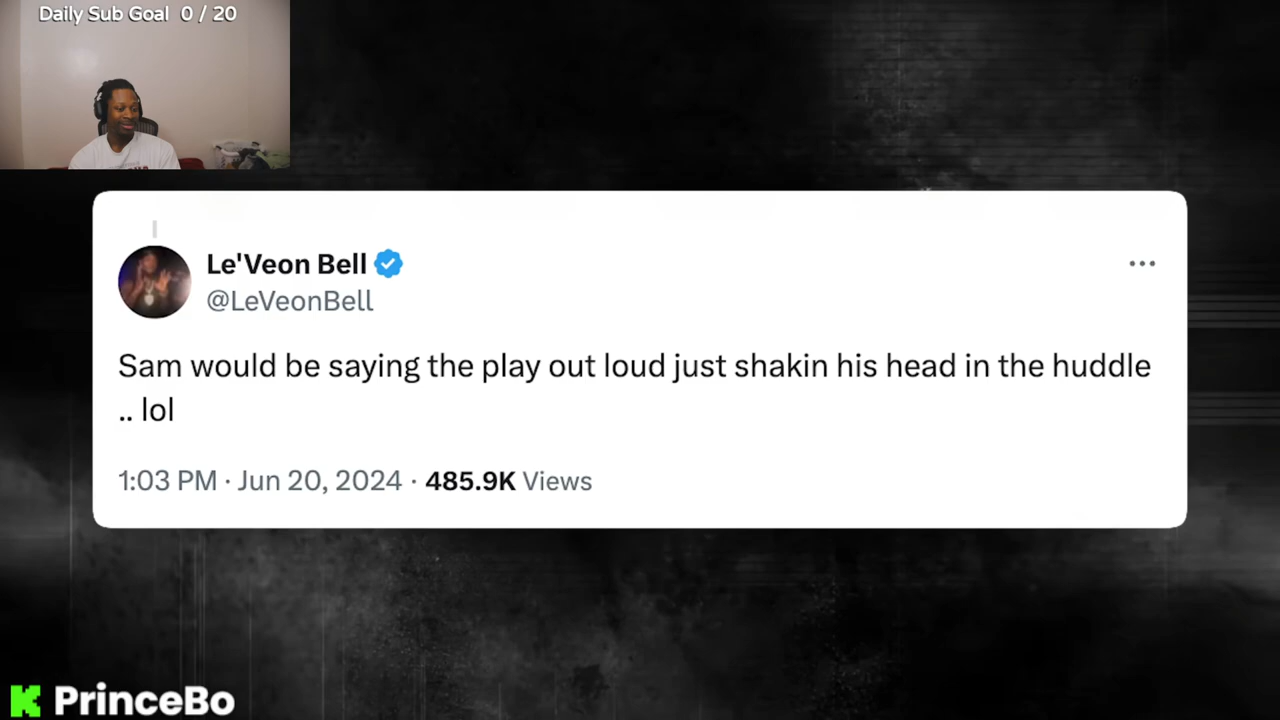 Daily Sub Goal 0 / 20
Le'Veon Bell
@LeVeonBell
Sam would be saying the play out loud just shakin his head in the huddle
.. lol
1:03 PM · Jun 20, 2024 · 485.9K Views
PrinceBo